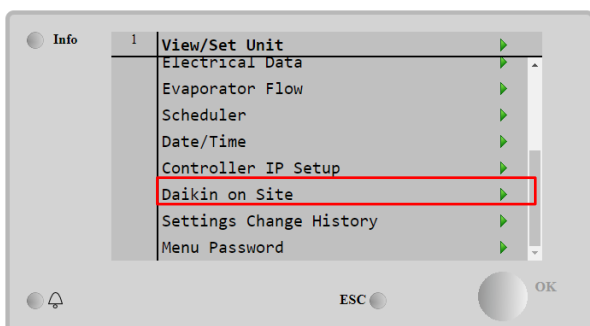 Info
1 View/Set Unit
Electrical Data
Evaporator Flow
Scheduler
Date/Time
Controller IP Setup
Daikin on Site
Settings Change History
Menu Password
ESC
OK